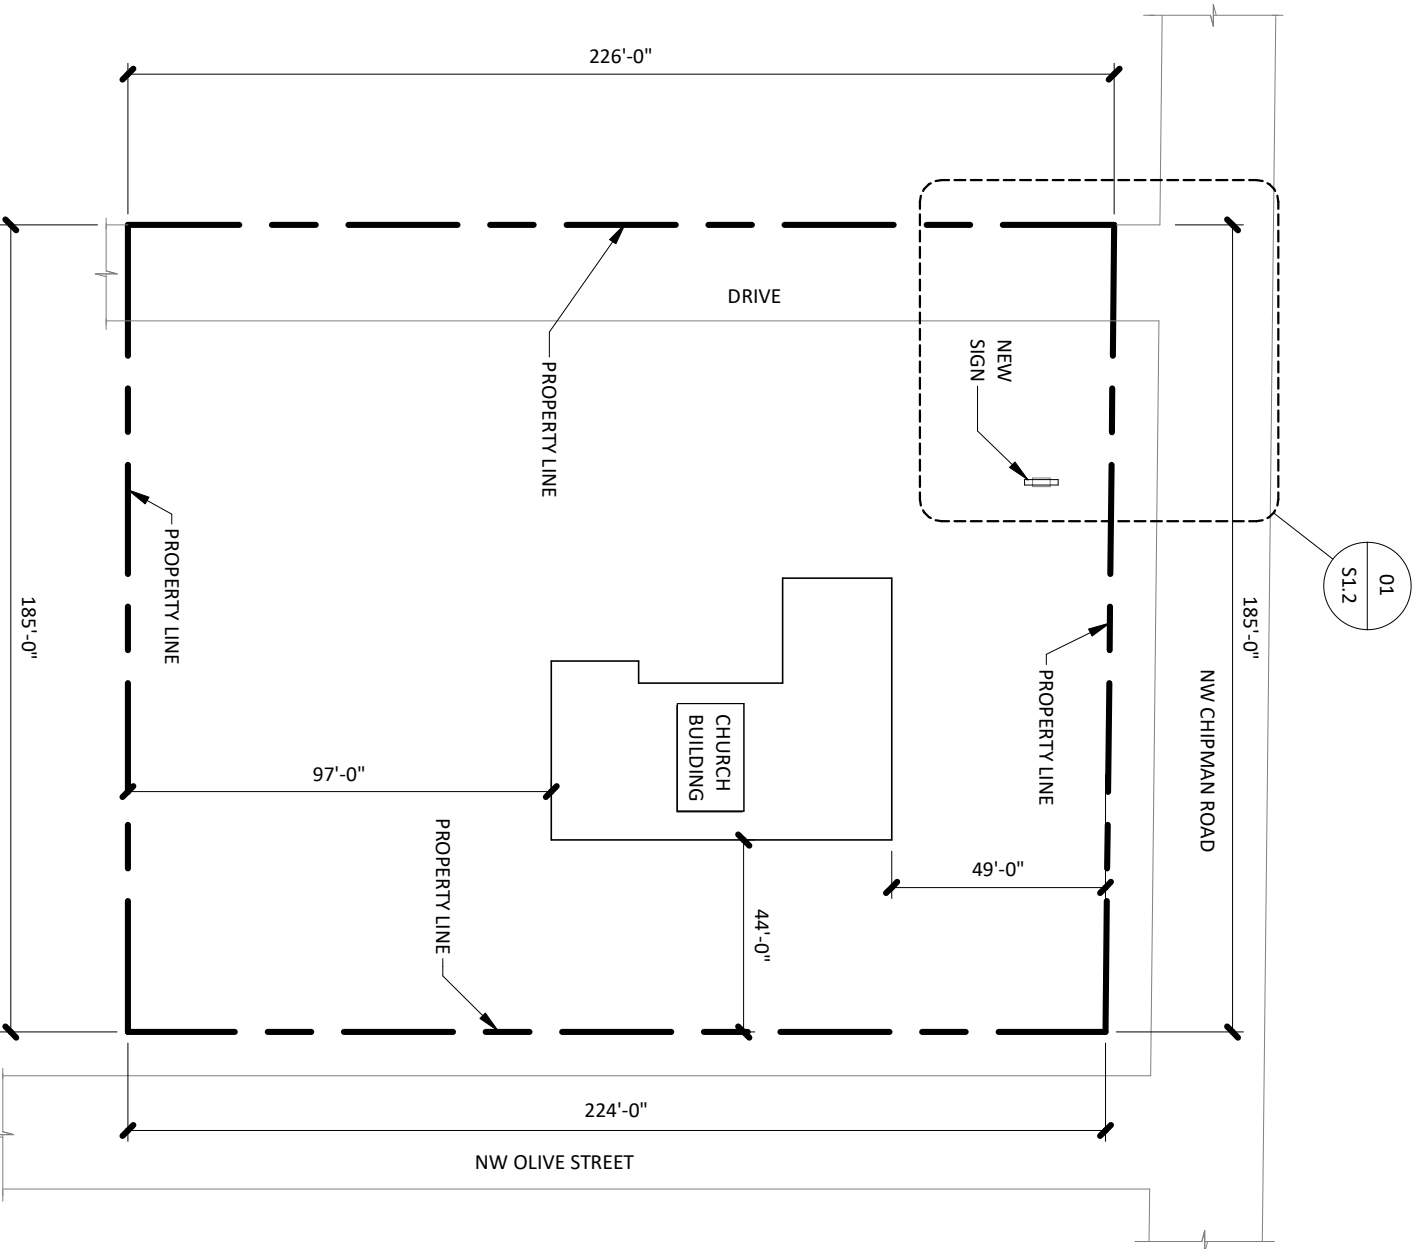 226'-0"
DRIVE
NEW
SIGN
PROPERTY LINE
PROPERTY LINE
185'-0"
01
S1.2
185'-0"
NW CHIPMAN ROAD
PROPERTY LINE
CHURCH
BUILDING
97'-0"
PROPERTY LINE
49'-0"
44'-0"
224'-0"
NW OLIVE STREET